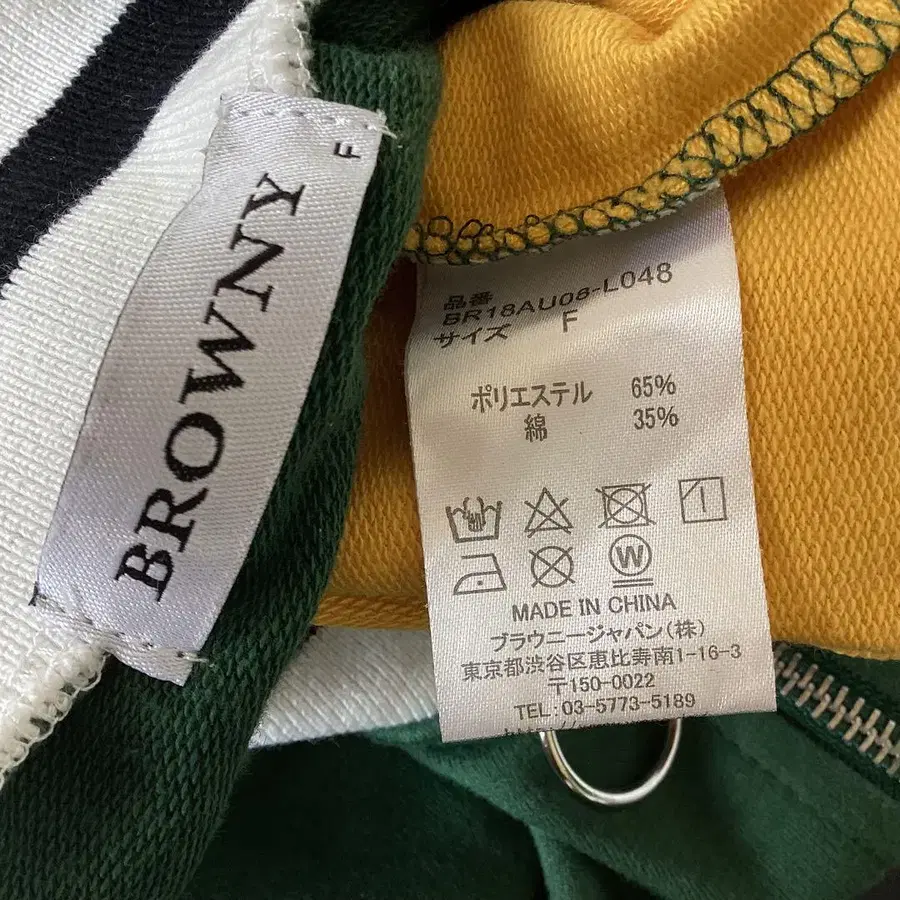 BROWNY
F
品番
BR18AU08-L048
サイズ F
ポリエステル 65%
綿 35%
W
MADE IN CHINA
ブラウニージャパン(株)
東京都渋谷区恵比寿南1-16-3
〒150-0022
TEL: 03-5773-5189